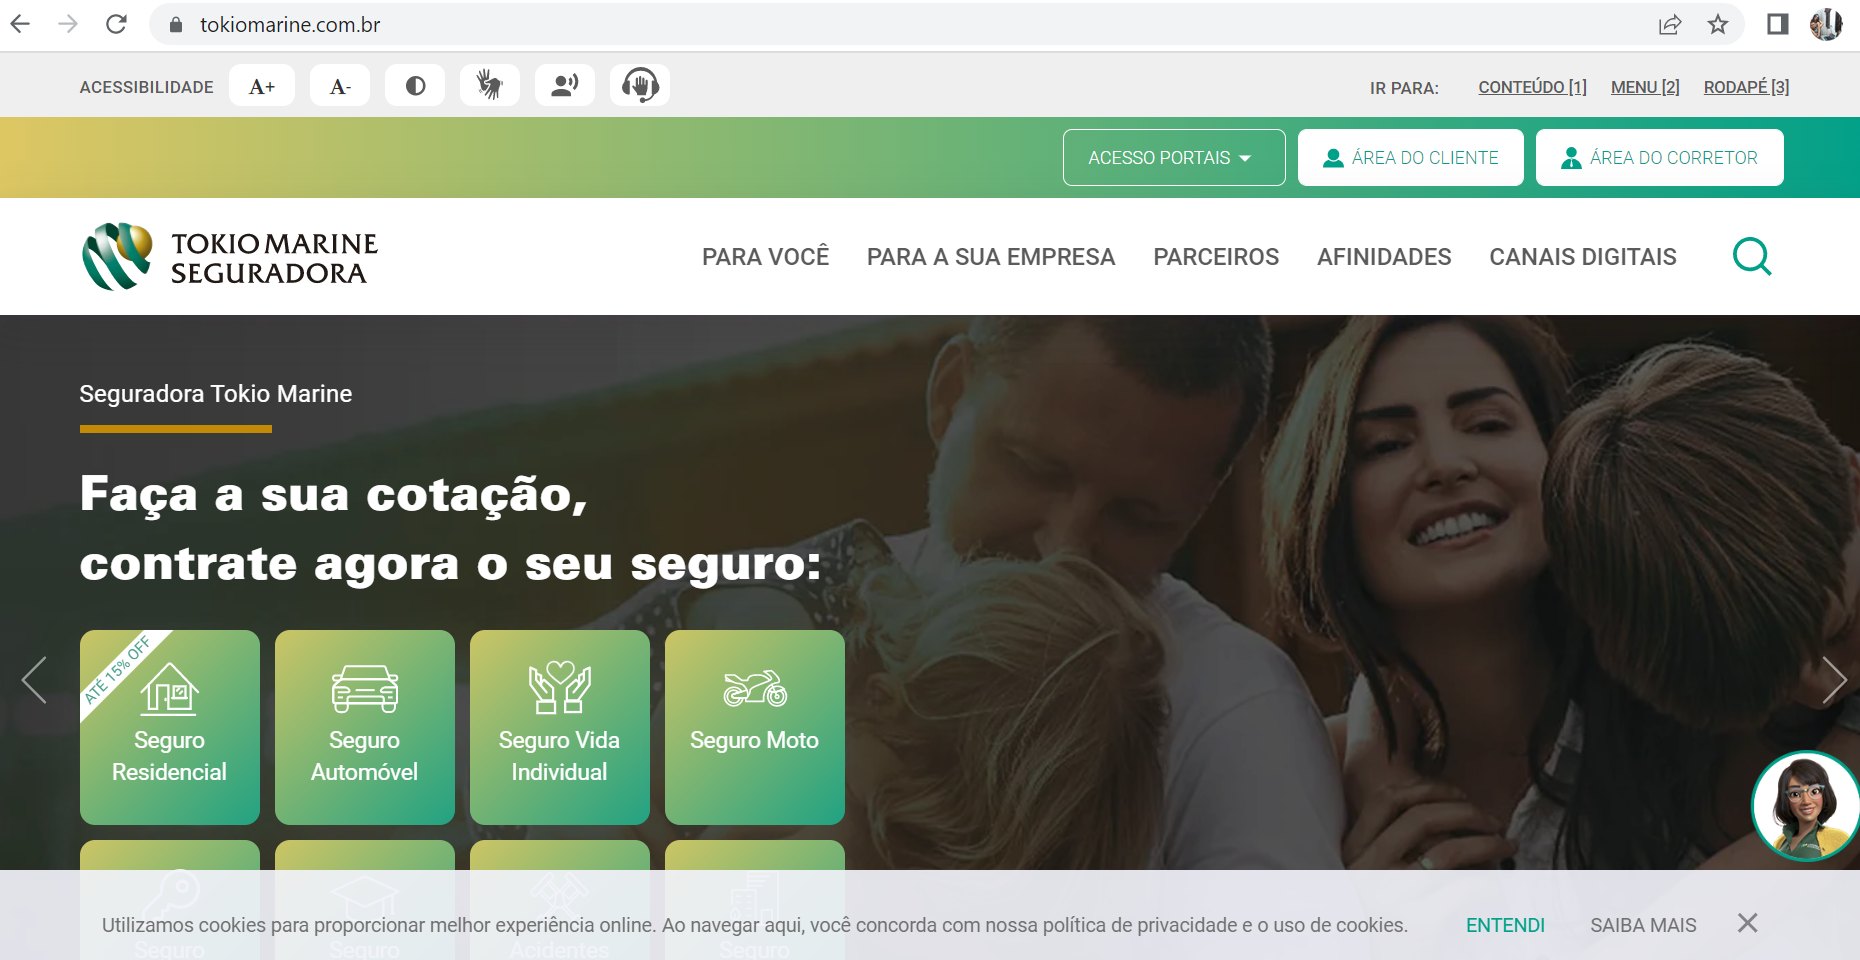 tokiomarine.com.br
ACESSIBILIDADE A+ A- IR PARA: CONTEÚDO [1] MENU [2] RODAPÉ [3]
ACESSO PORTAIS ÁREA DO CLIENTE ÁREA DO CORRETOR
TOKIO MARINE
SEGURADORA
PARA VOCÊ PARA A SUA EMPRESA PARCEIROS AFINIDADES CANAIS DIGITAIS
Seguradora Tokio Marine
Faça a sua cotação,
contrate agora o seu seguro:
ATÉ 15% OFF
Seguro
Residencial
Seguro
Automóvel
Seguro Vida
Individual
Seguro Moto
Utilizamos cookies para proporcionar melhor experiência online. Ao navegar aqui, você concorda com nossa política de privacidade e o uso de cookies. ENTENDI SAIBA MAIS
Seguro Seguro Acidentes Seguro